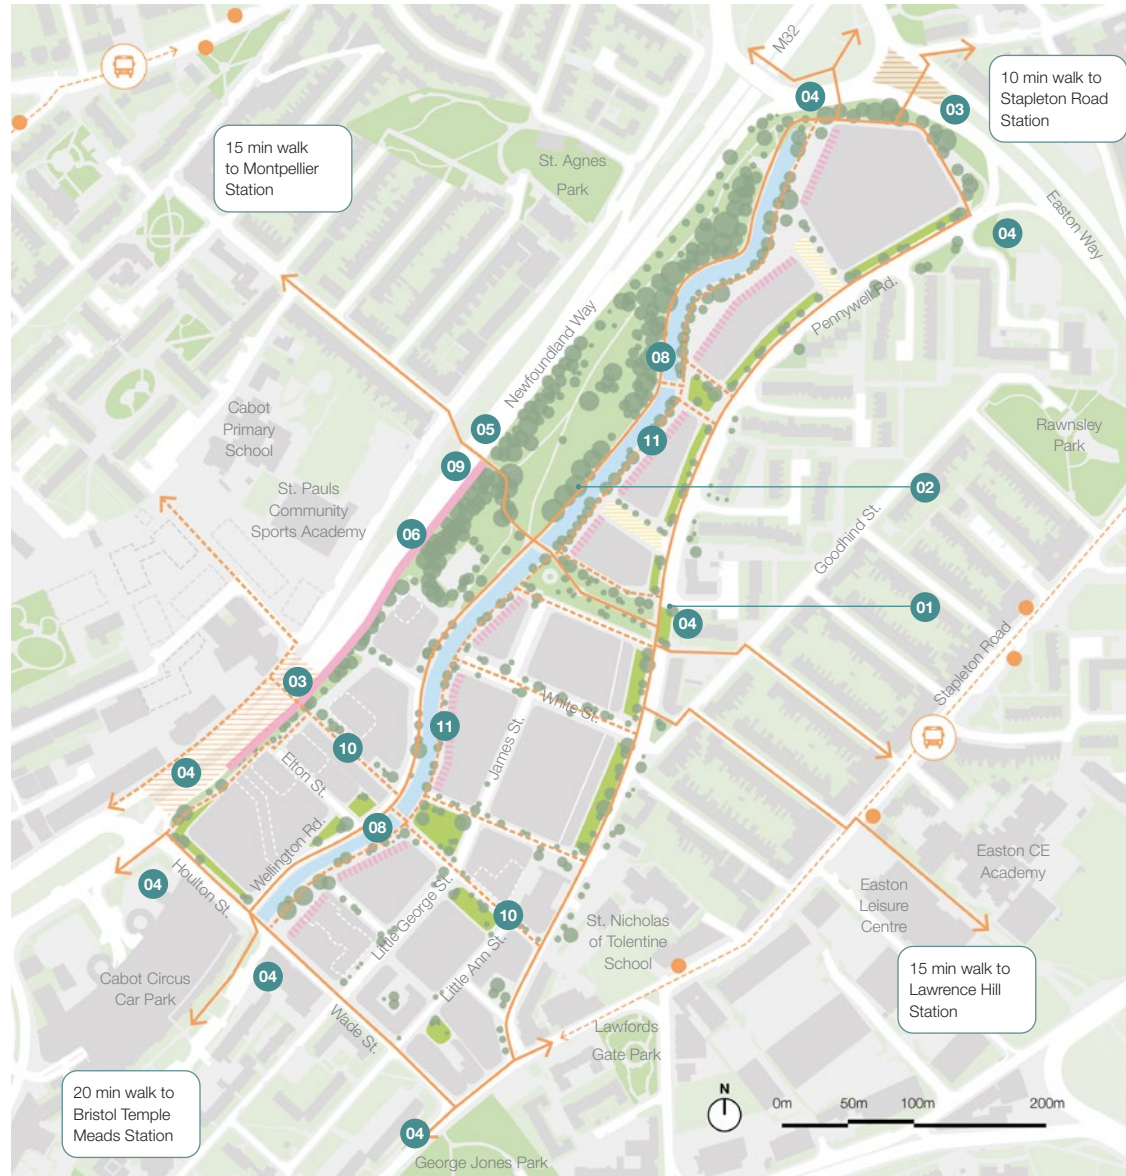 M32
04
03
10 min walk to
Stapleton Road
Station
15 min walk
to Montpellier
Station
St. Agnes
Park
04
Easton Way
Pennywell Rd.
Newfoundland Way
08
Cabot
Primary
School
05
09
11
Rawnsley
Park
02
St. Pauls
Community
Sports Academy
06
Goodhind St.
01
04
Stapleton Road
03
White St.
11
James St.
10
04
Elton St.
08
Wellington Rd.
04
Houlton St.
Little George St.
10
Easton CE
Academy
Easton
Leisure
Centre
St. Nicholas
of Tolentine
School
Little Ann St.
Cabot Circus
Car Park
04
Wade St.
15 min walk to
Lawrence Hill
Station
Lawfords
Gate Park
20 min walk to
Bristol Temple
Meads Station
N
0m 50m 100m 200m
04
George Jones Park